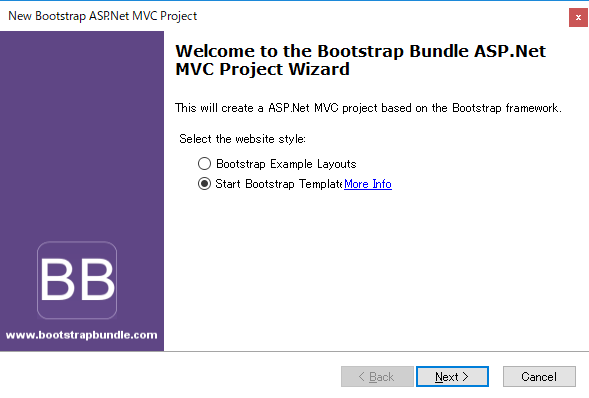 New Bootstrap ASP.Net MVC Project
x
Welcome to the Bootstrap Bundle ASP.Net
MVC Project Wizard
This will create a ASP.Net MVC project based on the Bootstrap framework.
Select the website style:
Bootstrap Example Layouts
Start Bootstrap Template More Info
BB
www.bootstrapbundle.com
< Back Next > Cancel